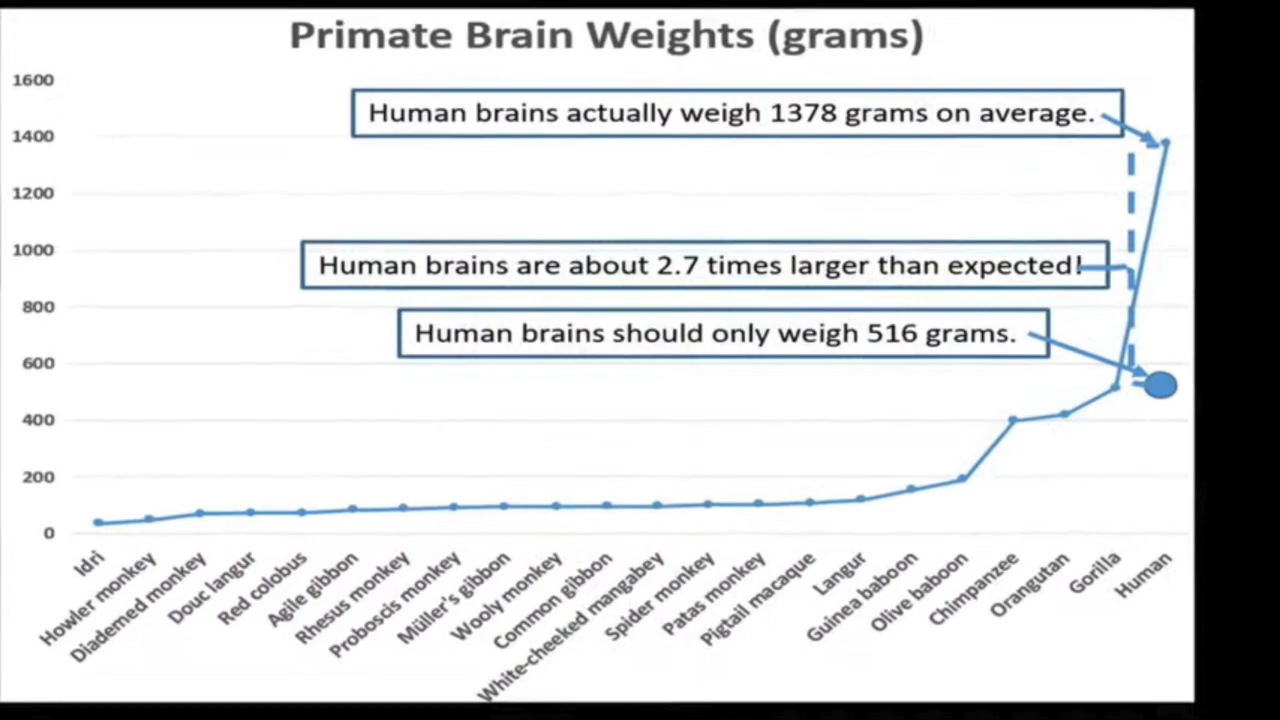 Primate Brain Weights (grams)
1600
Human brains actually weigh 1378 grams on average.
1400
1200
1000
Human brains are about 2.7 times larger than expected!
800
Human brains should only weigh 516 grams.
600
400
200
0
Idri
Howler monkey
Diademed monkey
Douc langur
Red colobus
Agile gibbon
Rhesus monkey
Proboscis monkey
Müller's gibbon
Wooly monkey
Common gibbon
White-cheeked mangabey
Spider monkey
Patas monkey
Pigtail macaque
Langur
Guinea baboon
Olive baboon
Chimpanzee
Orangutan
Gorilla
Human